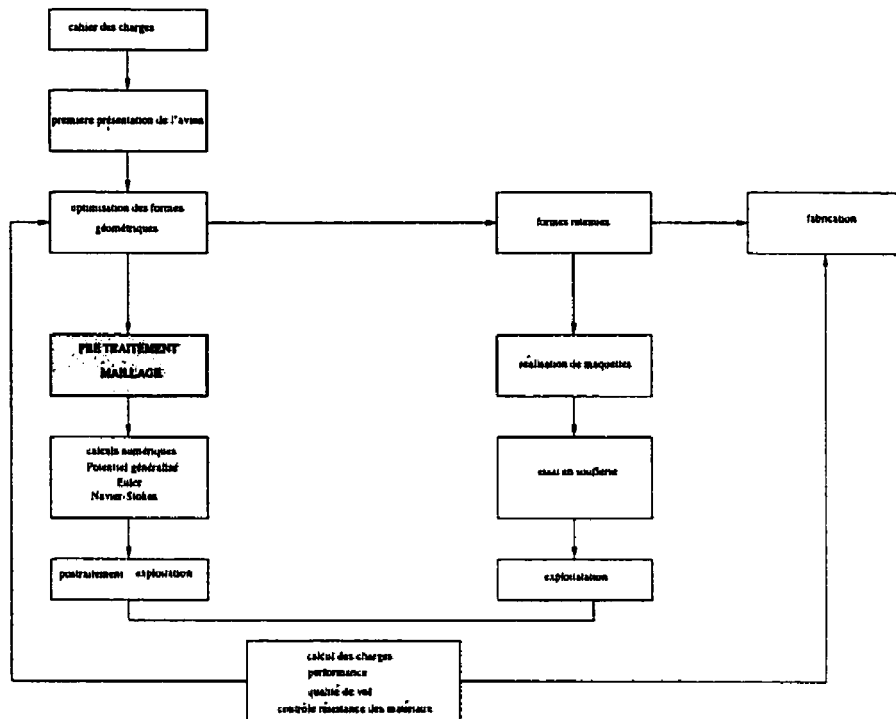 cahier des charges
premiere présentation de l'avion
optimisation des formes
géométriques
formes retenues
fabrication
PRE TRAITEMENT
MAILLAGE
réalisation de maquettes
calculs numériques
Potentiel généralisé
Euler
Navier-Stokes
essai en soufflerie
postraitement exploitation
exploitatation
calcul des charges
performance
qualité de vol
contrôle résistance des matériaux